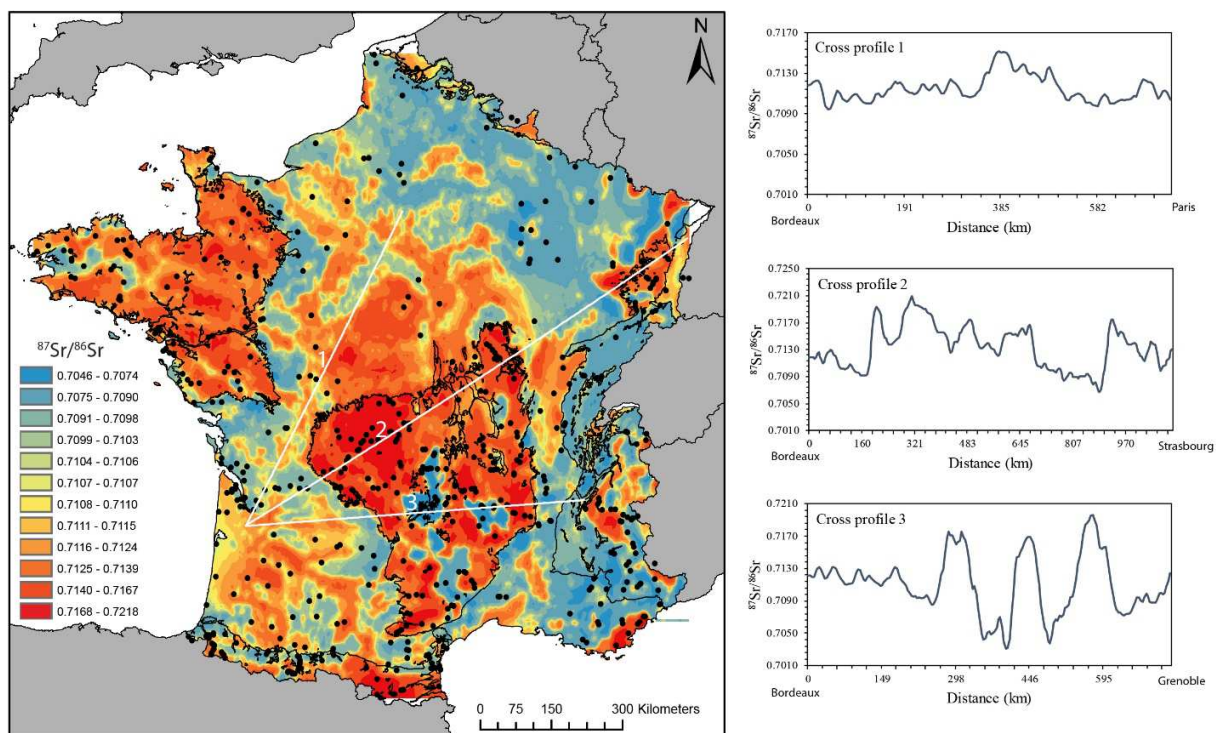 N
1
2
3
87Sr/86Sr
0.7046 - 0.7074
0.7075 - 0.7090
0.7091 - 0.7098
0.7099 - 0.7103
0.7104 - 0.7106
0.7107 - 0.7107
0.7108 - 0.7110
0.7111 - 0.7115
0.7116 - 0.7124
0.7125 - 0.7139
0.7140 - 0.7167
0.7168 - 0.7218
0 75 150 300 Kilometers
Cross profile 1
87Sr/86Sr
0.7170
0.7130
0.7090
0.7050
0.7010
0 191 385 582 Paris
Bordeaux
Distance (km)
Cross profile 2
87Sr/86Sr
0.7250
0.7210
0.7170
0.7130
0.7090
0.7050
0.7010
0 160 321 483 645 807 970 Strasbourg
Bordeaux
Distance (km)
Cross profile 3
87Sr/86Sr
0.7210
0.7170
0.7130
0.7090
0.7050
0.7010
0 149 298 446 595
Bordeaux Grenoble
Distance (km)